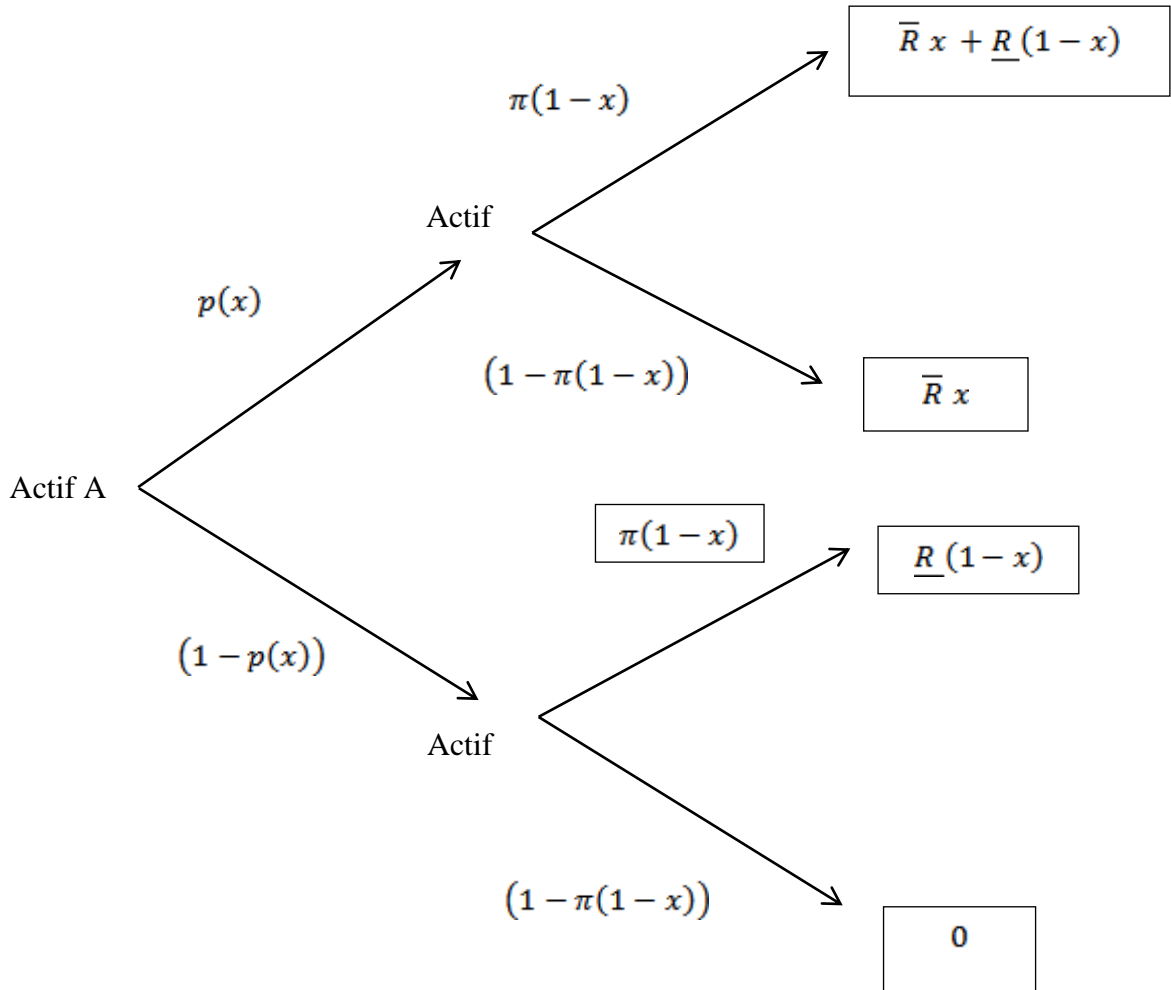 R̅ x + R̲ (1 − x)
π(1 − x)
Actif
p(x)
(1 − π(1 − x))
R̅ x
Actif A
π(1 − x)
R̲ (1 − x)
(1 − p(x))
Actif
(1 − π(1 − x))
0